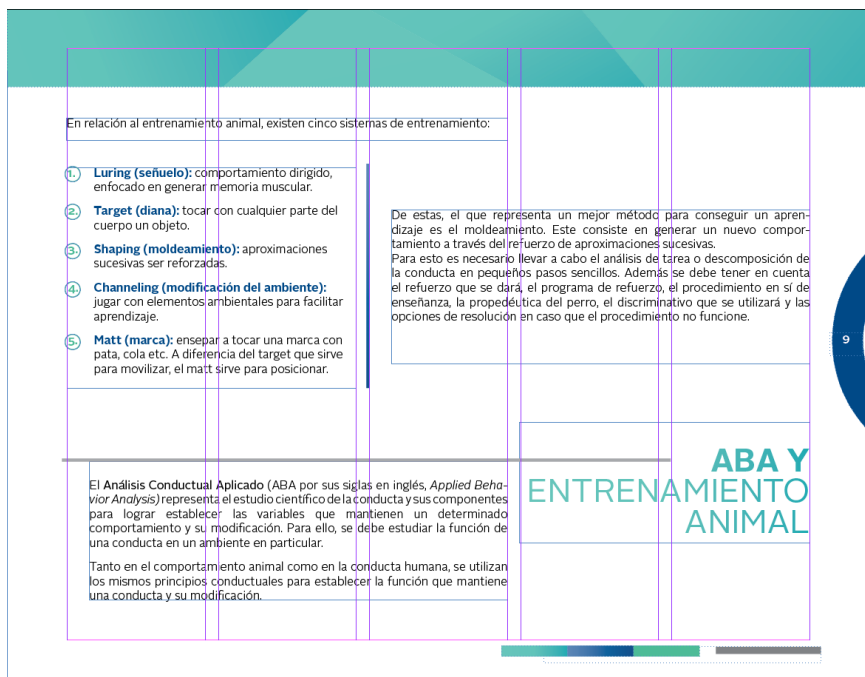 En relación al entrenamiento animal, existen cinco sistemas de entrenamiento:
1. Luring (señuelo): comportamiento dirigido,
enfocado en generar memoria muscular.
2. Target (diana): tocar con cualquier parte del
cuerpo un objeto.
3. Shaping (moldeamiento): aproximaciones
sucesivas ser reforzadas.
4. Channeling (modificación del ambiente):
jugar con elementos ambientales para facilitar
aprendizaje.
5. Matt (marca): ensepar a tocar una marca con
pata, cola etc. A diferencia del target que sirve
para movilizar, el matt sirve para posicionar.
De estas, el que representa un mejor método para conseguir un apren-
dizaje es el moldeamiento. Este consiste en generar un nuevo compor-
tamiento a través del refuerzo de aproximaciones sucesivas.
Para esto es necesario llevar a cabo el análisis de tarea o descomposición de
la conducta en pequeños pasos sencillos. Además se debe tener en cuenta
el refuerzo que se dará, el programa de refuerzo, el procedimiento en sí de
enseñanza, la propedéutica del perro, el discriminativo que se utilizará y las
opciones de resolución en caso que el procedimiento no funcione.
9
ABA Y
ENTRENAMIENTO
ANIMAL
El Análisis Conductual Aplicado (ABA por sus siglas en inglés, Applied Beha-
vior Analysis) representa el estudio científico de la conducta y sus componentes
para lograr establecer las variables que mantienen un determinado
comportamiento y su modificación. Para ello, se debe estudiar la función de
una conducta en un ambiente en particular.
Tanto en el comportamiento animal como en la conducta humana, se utilizan
los mismos principios conductuales para establecer la función que mantiene
una conducta y su modificación.